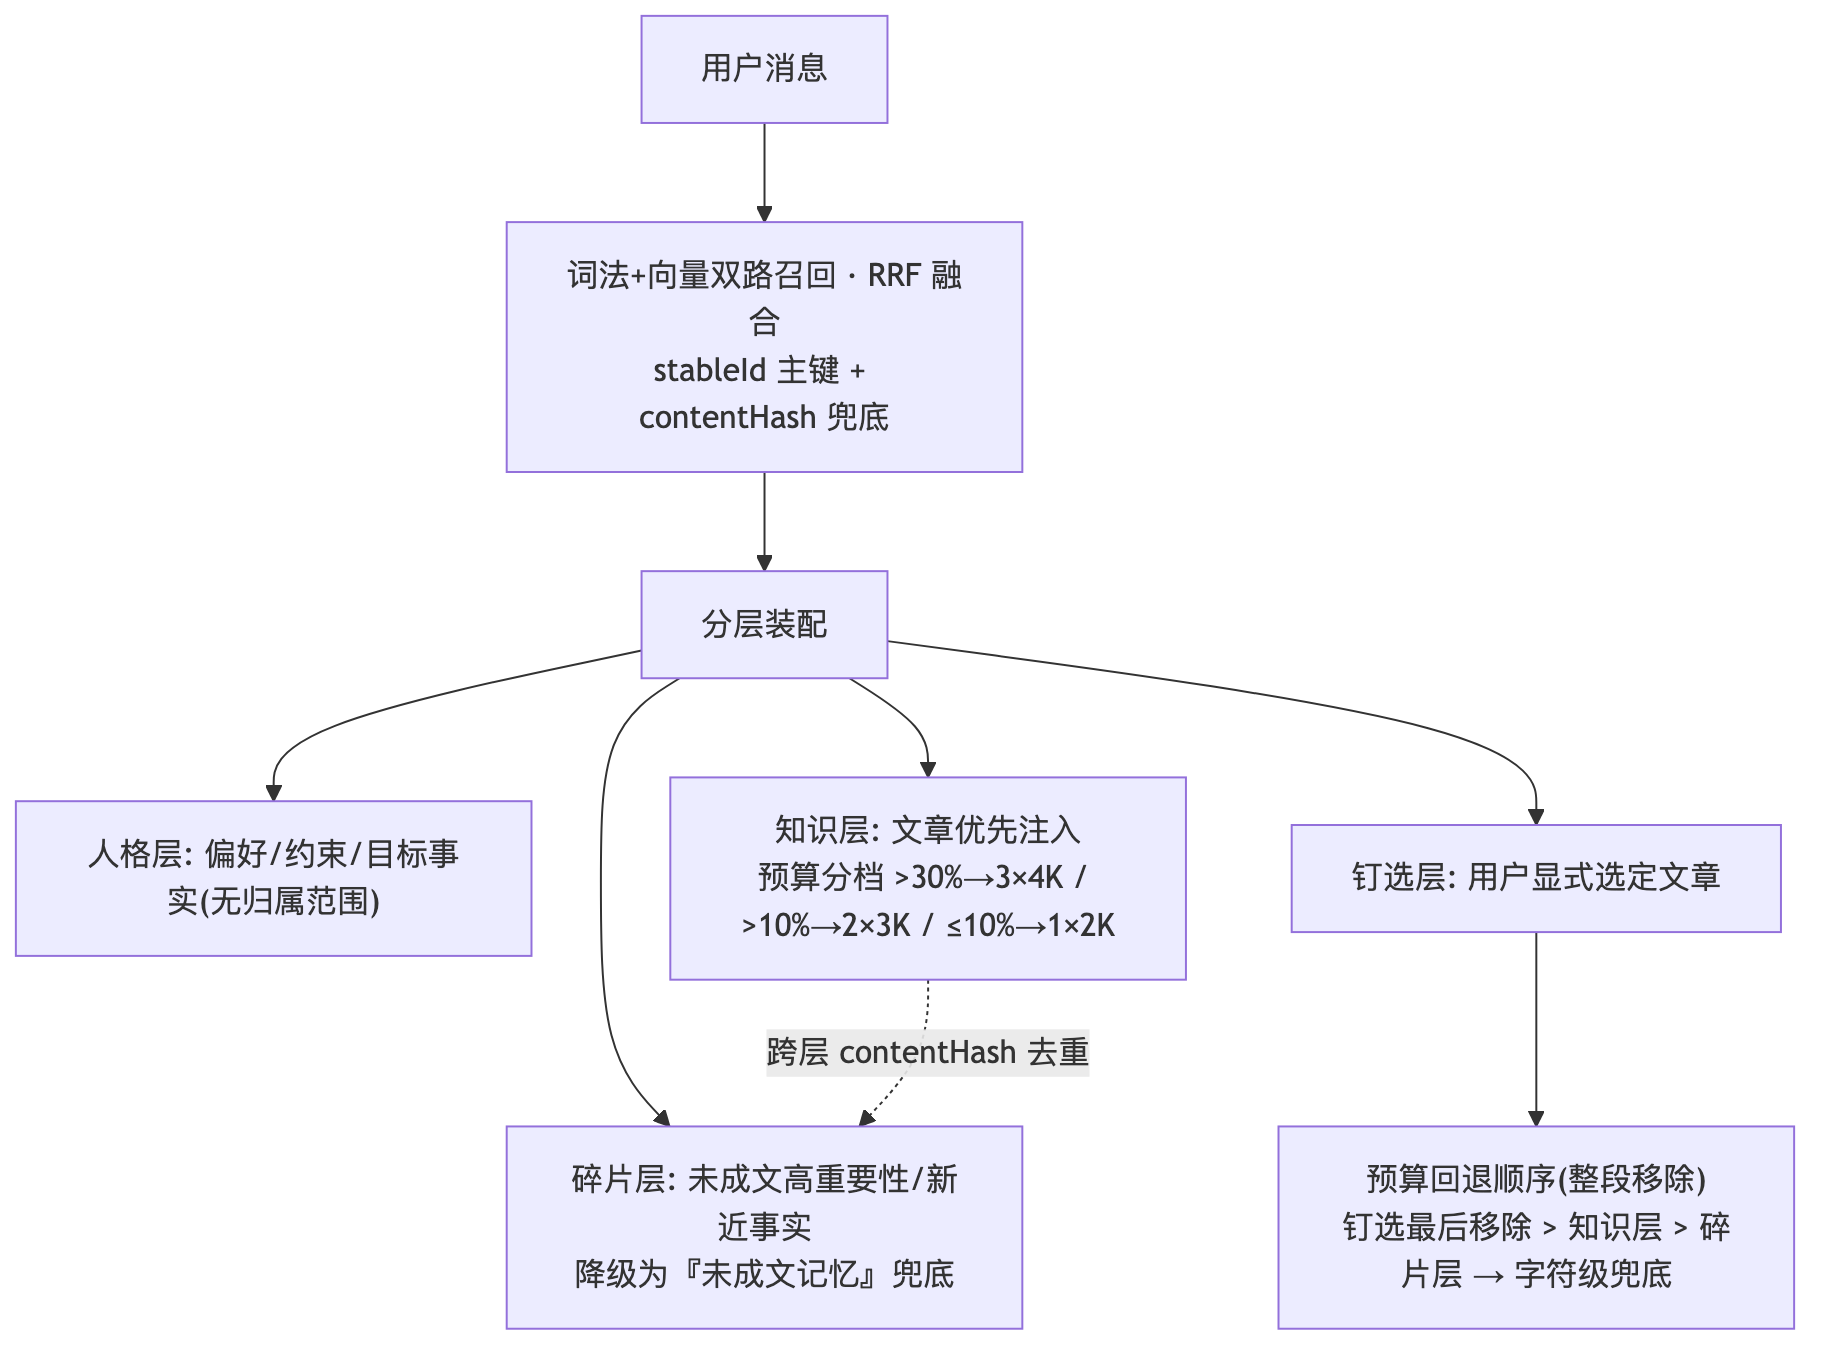 用户消息
词法+向量双路召回 · RRF 融
合
stableId 主键 +
contentHash 兜底
分层装配
人格层: 偏好/约束/目标事
实(无归属范围)
知识层: 文章优先注入
预算分档 >30%→3×4K /
>10%→2×3K / ≤10%→1×2K
钉选层: 用户显式选定文章
跨层 contentHash 去重
碎片层: 未成文高重要性/新
近事实
降级为『未成文记忆』兜底
预算回退顺序(整段移除)
钉选最后移除 > 知识层 > 碎
片层 → 字符级兜底